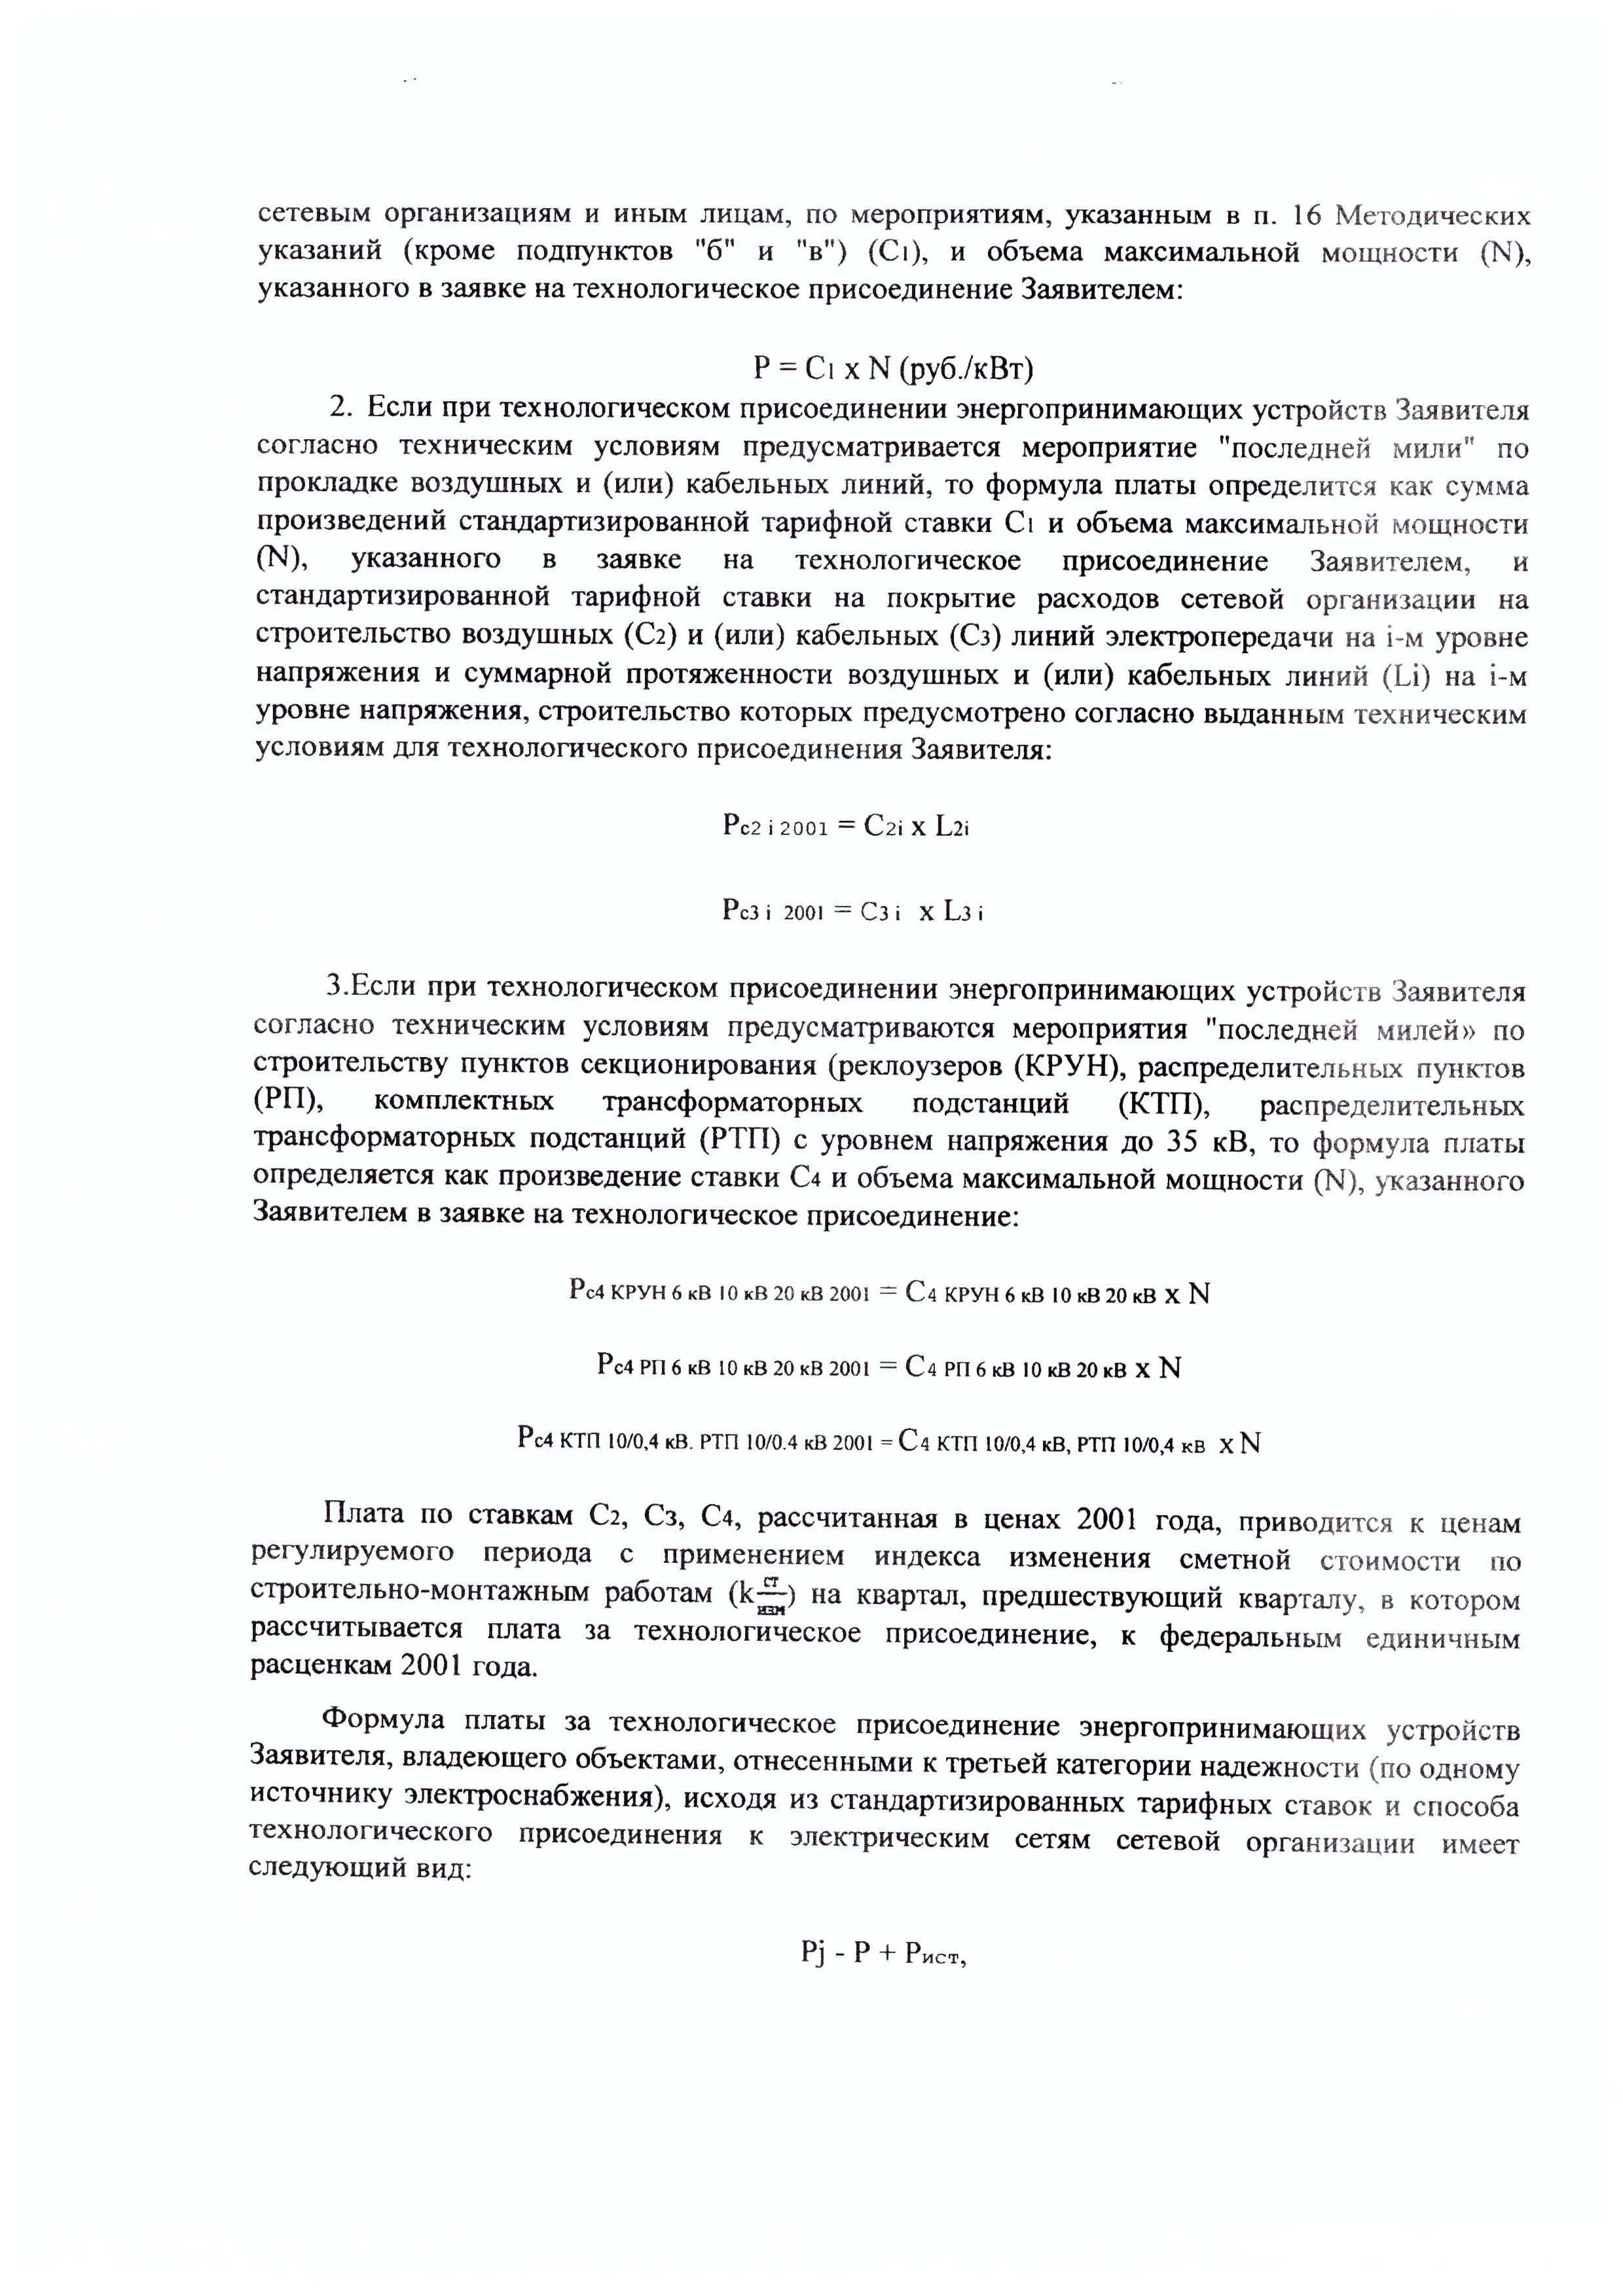 сетевым организациям и иным лицам, по мероприятиям, указанным в п. 16 Методических
указаний (кроме подпунктов "б" и "в") (C1), и объема максимальной мощности (N),
указанного в заявке на технологическое присоединение Заявителем:
P = C1 x N (руб./кВт)
2. Если при технологическом присоединении энергопринимающих устройств Заявителя
согласно техническим условиям предусматривается мероприятие "последней мили" по
прокладке воздушных и (или) кабельных линий, то формула платы определится как сумма
произведений стандартизированной тарифной ставки C1 и объема максимальной мощности
(N), указанного в заявке на технологическое присоединение Заявителем, и
стандартизированной тарифной ставки на покрытие расходов сетевой организации на
строительство воздушных (C2) и (или) кабельных (C3) линий электропередачи на i-м уровне
напряжения и суммарной протяженности воздушных и (или) кабельных линий (Li) на i-м
уровне напряжения, строительство которых предусмотрено согласно выданным техническим
условиям для технологического присоединения Заявителя:
Pc2 i 2001 = C2i x L2i
Pc3 i 2001 = C3 i x L3 i
3.Если при технологическом присоединении энергопринимающих устройств Заявителя
согласно техническим условиям предусматриваются мероприятия "последней милей» по
строительству пунктов секционирования (реклоузеров (КРУН), распределительных пунктов
(РП), комплектных трансформаторных подстанций (КТП), распределительных
трансформаторных подстанций (РТП) с уровнем напряжения до 35 кВ, то формула платы
определяется как произведение ставки C4 и объема максимальной мощности (N), указанного
Заявителем в заявке на технологическое присоединение:
Pc4 КРУН 6 кВ 10 кВ 20 кВ 2001 = C4 КРУН 6 кВ 10 кВ 20 кВ x N
Pc4 РП 6 кВ 10 кВ 20 кВ 2001 = C4 РП 6 кВ 10 кВ 20 кВ x N
Pc4 КТП 10/0,4 кВ. РТП 10/0.4 кВ 2001 = C4 КТП 10/0,4 кВ, РТП 10/0,4 кв x N
Плата по ставкам C2, C3, C4, рассчитанная в ценах 2001 года, приводится к ценам
регулируемого периода с применением индекса изменения сметной стоимости по
строительно-монтажным работам (k ст изм) на квартал, предшествующий кварталу, в котором
рассчитывается плата за технологическое присоединение, к федеральным единичным
расценкам 2001 года.
Формула платы за технологическое присоединение энергопринимающих устройств
Заявителя, владеющего объектами, отнесенными к третьей категории надежности (по одному
источнику электроснабжения), исходя из стандартизированных тарифных ставок и способа
технологического присоединения к электрическим сетям сетевой организации имеет
следующий вид:
Pj - P + Pист,